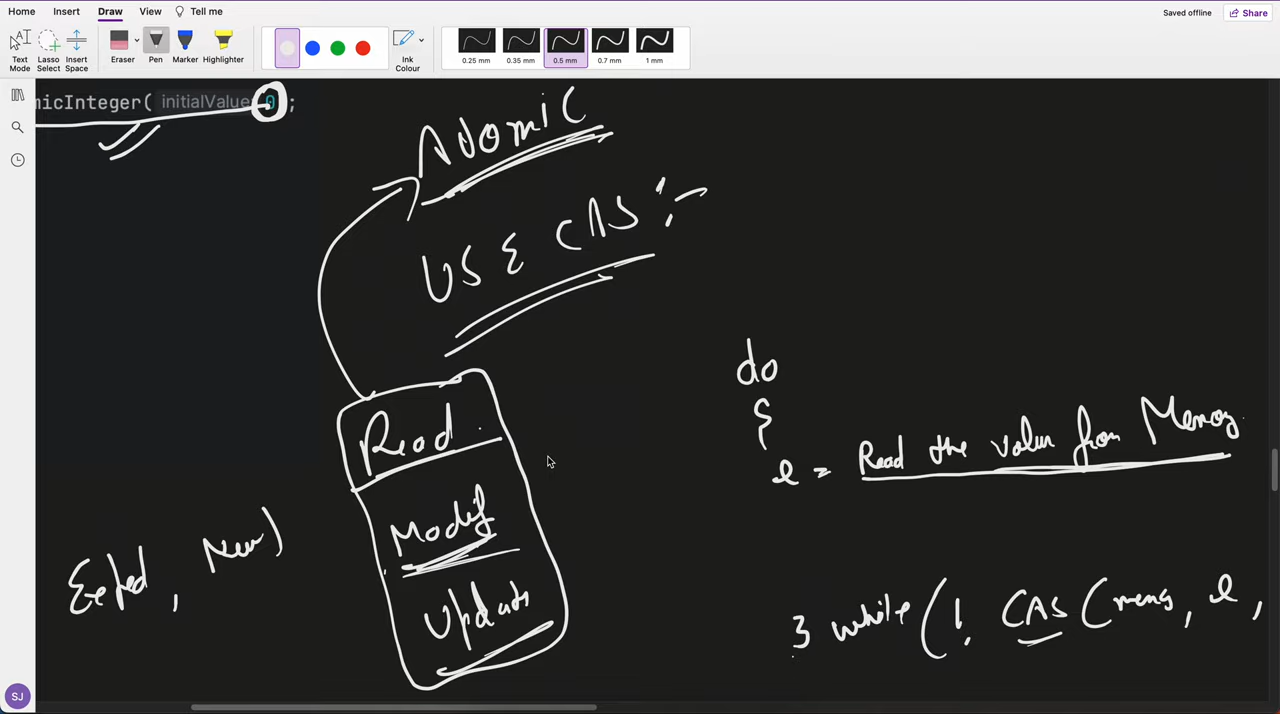 Home Insert Draw View Tell me
Saved offline Share
Text Mode Lasso Select Insert Space Eraser Pen Marker Highlighter Ink Colour 0.25 mm 0.35 mm 0.5 mm 0.7 mm 1 mm
micInteger( initialValue 0 ;
Atomic
USE CAS :-
do
{
Read
e = Read the value from Memory
Modify
New)
,
Update
} while ( ! CAS ( mem, e ,
SJ